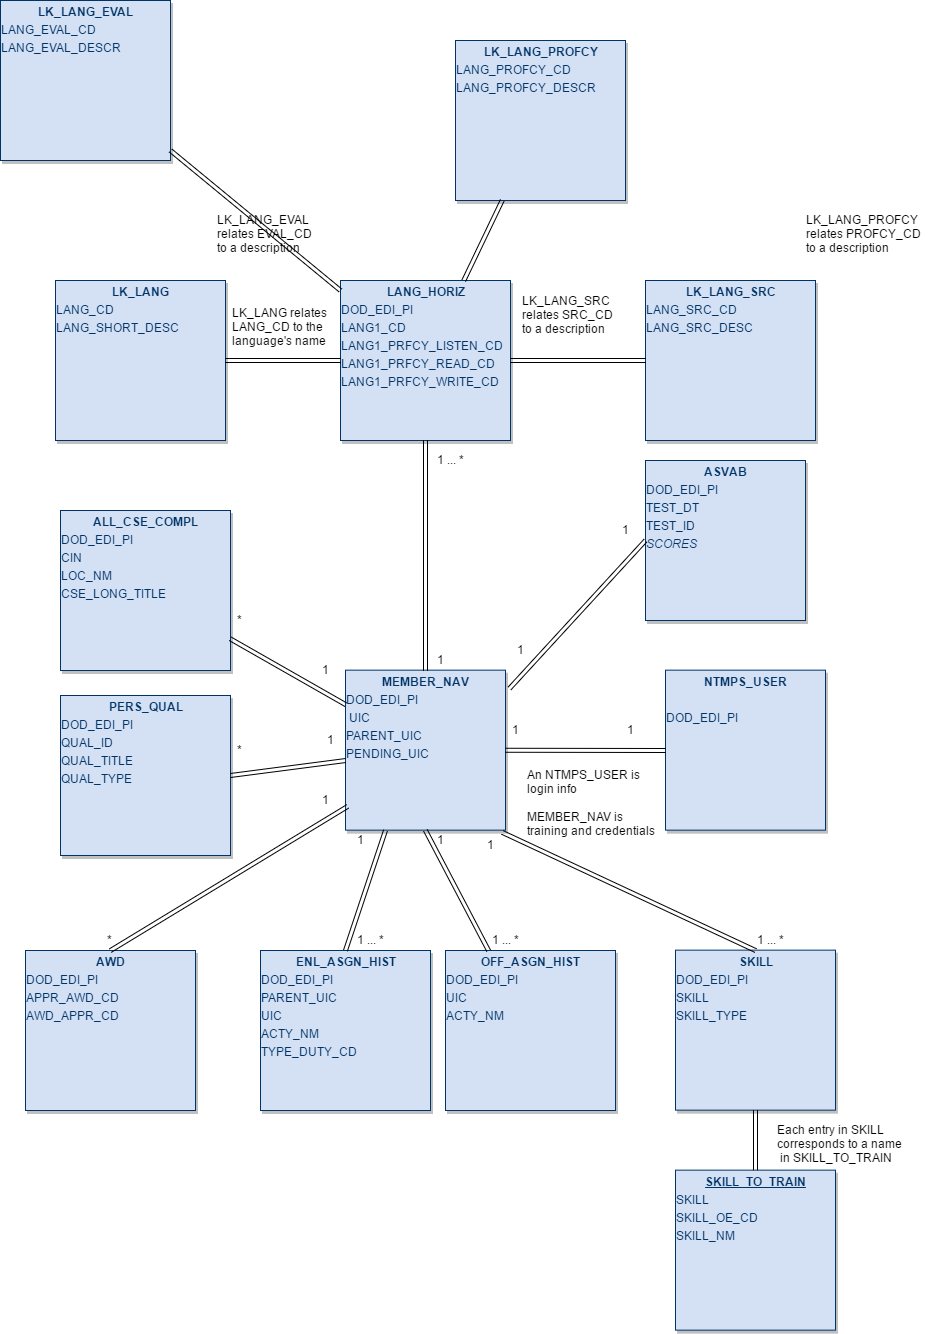 LK_LANG_EVAL
LANG_EVAL_CD
LANG_EVAL_DESCR
LK_LANG_PROFCY
LANG_PROFCY_CD
LANG_PROFCY_DESCR
LK_LANG_EVAL
relates EVAL_CD
to a description
LK_LANG_PROFCY
relates PROFCY_CD
to a description
LK_LANG
LANG_CD
LANG_SHORT_DESC
LK_LANG relates
LANG_CD to the
language's name
LANG_HORIZ
DOD_EDI_PI
LANG1_CD
LANG1_PRFCY_LISTEN_CD
LANG1_PRFCY_READ_CD
LANG1_PRFCY_WRITE_CD
LK_LANG_SRC
relates SRC_CD
to a description
LK_LANG_SRC
LANG_SRC_CD
LANG_SRC_DESC
1 ... *
ASVAB
DOD_EDI_PI
TEST_DT
TEST_ID
SCORES
1
ALL_CSE_COMPL
DOD_EDI_PI
CIN
LOC_NM
CSE_LONG_TITLE
*
1
1
1
MEMBER_NAV
DOD_EDI_PI
UIC
PARENT_UIC
PENDING_UIC
NTMPS_USER
DOD_EDI_PI
1
1
PERS_QUAL
DOD_EDI_PI
QUAL_ID
QUAL_TITLE
QUAL_TYPE
*
1
An NTMPS_USER is
login info
MEMBER_NAV is
training and credentials
1
1
1
1
*
1 ... *
1 ... *
1 ... *
AWD
DOD_EDI_PI
APPR_AWD_CD
AWD_APPR_CD
ENL_ASGN_HIST
DOD_EDI_PI
PARENT_UIC
UIC
ACTY_NM
TYPE_DUTY_CD
OFF_ASGN_HIST
DOD_EDI_PI
UIC
ACTY_NM
SKILL
DOD_EDI_PI
SKILL
SKILL_TYPE
Each entry in SKILL
corresponds to a name
in SKILL_TO_TRAIN
SKILL_TO_TRAIN
SKILL
SKILL_OE_CD
SKILL_NM